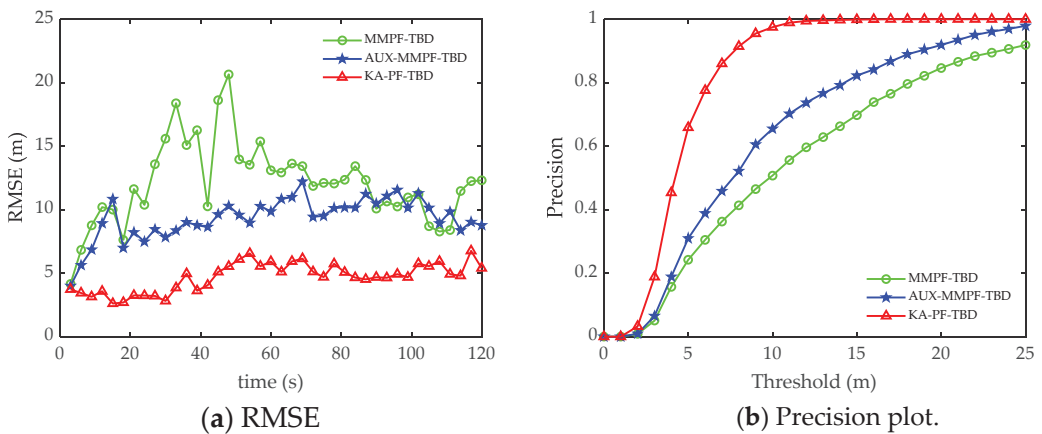 25
20
15
10
5
0
RMSE (m)
MMPF-TBD
AUX-MMPF-TBD
KA-PF-TBD
0 20 40 60 80 100 120
time (s)
(a) RMSE
1
0.8
0.6
0.4
0.2
0
Precision
MMPF-TBD
AUX-MMPF-TBD
KA-PF-TBD
0 5 10 15 20 25
Threshold (m)
(b) Precision plot.